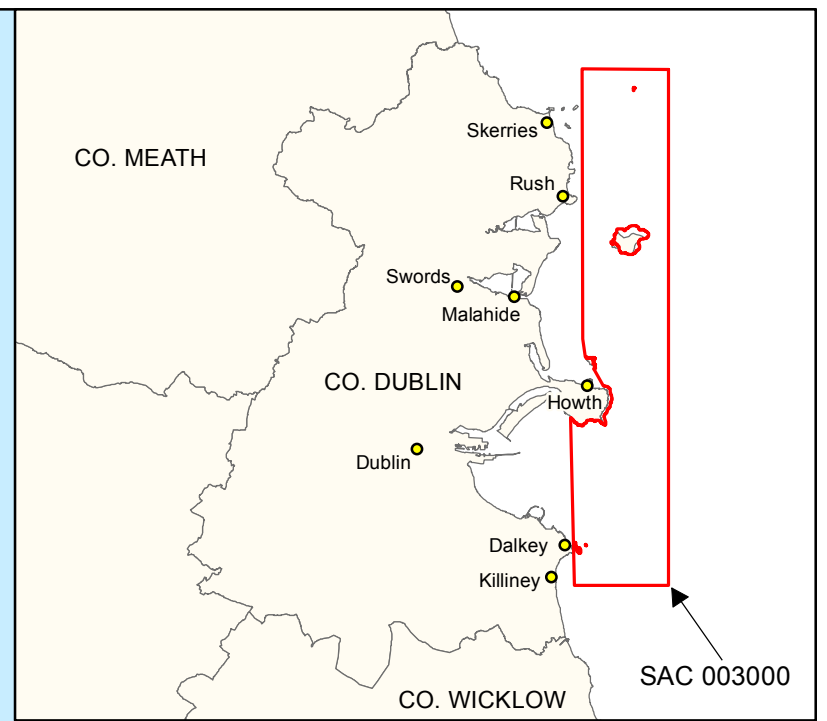 Skerries
CO. MEATH
Rush
Swords
Malahide
CO. DUBLIN
Howth
Dublin
Dalkey
Killiney
SAC 003000
CO. WICKLOW